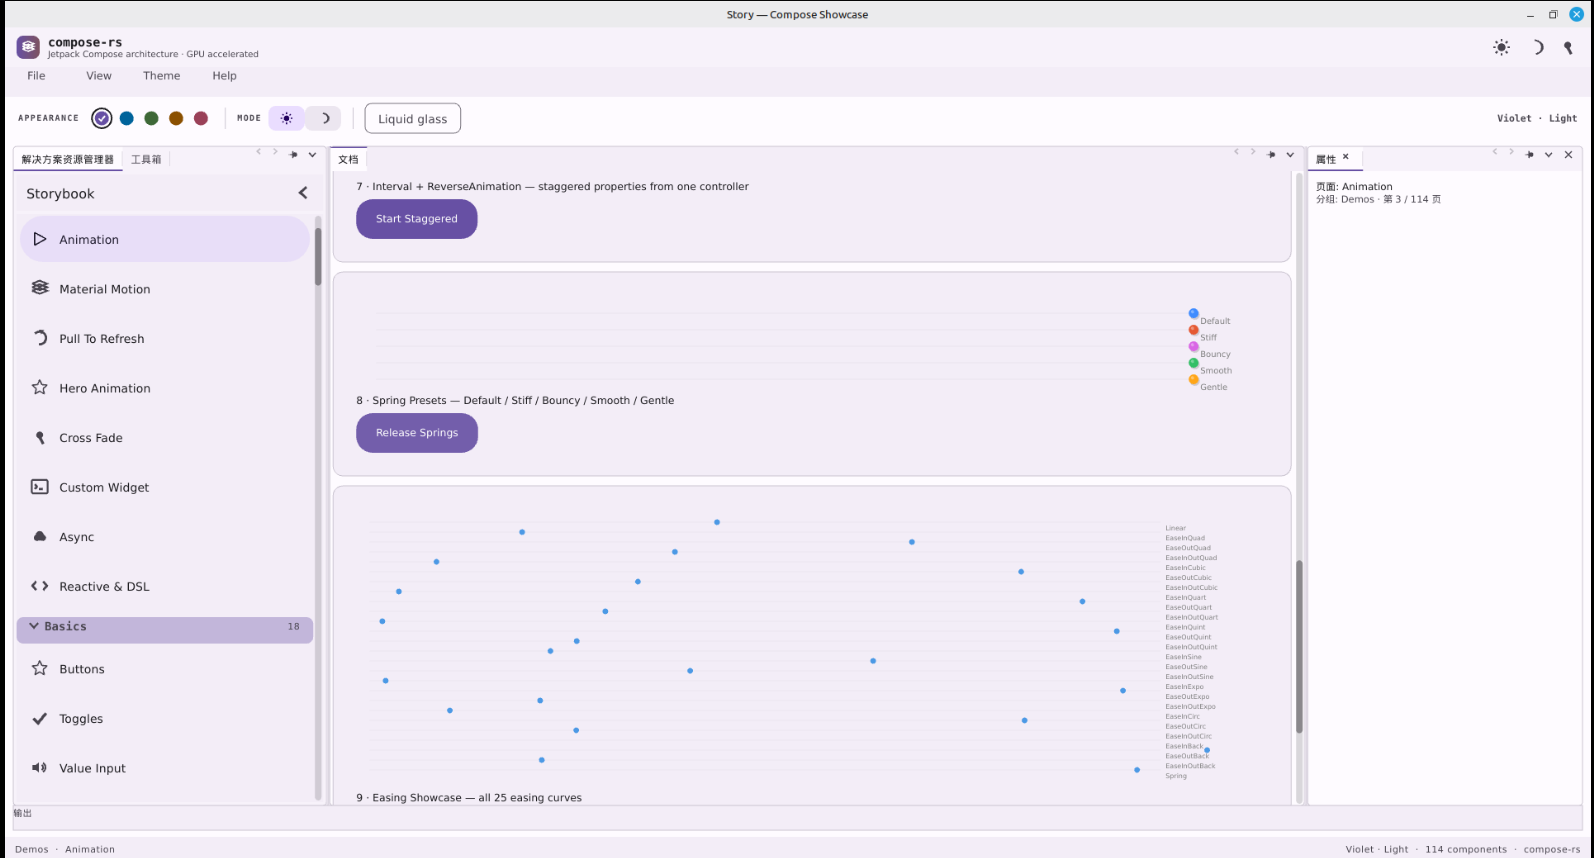 Story — Compose Showcase
compose-rs
Jetpack Compose architecture · GPU accelerated
File View Theme Help
APPEARANCE MODE Liquid glass Violet · Light
解决方案资源管理器 工具箱
Storybook
Animation
Material Motion
Pull To Refresh
Hero Animation
Cross Fade
Custom Widget
Async
Reactive & DSL
Basics 18
Buttons
Toggles
Value Input
文档
7 · Interval + ReverseAnimation — staggered properties from one controller
Start Staggered
Default
Stiff
Bouncy
Smooth
Gentle
8 · Spring Presets — Default / Stiff / Bouncy / Smooth / Gentle
Release Springs
Linear
EaseInQuad
EaseOutQuad
EaseInOutQuad
EaseInCubic
EaseOutCubic
EaseInOutCubic
EaseInQuart
EaseOutQuart
EaseInOutQuart
EaseInQuint
EaseOutQuint
EaseInOutQuint
EaseInSine
EaseOutSine
EaseInOutSine
EaseInExpo
EaseOutExpo
EaseInOutExpo
EaseInCirc
EaseOutCirc
EaseInOutCirc
EaseInBack
EaseOutBack
EaseInOutBack
Spring
9 · Easing Showcase — all 25 easing curves
属性
页面: Animation
分组: Demos · 第 3 / 114 页
输出
Demos · Animation
Violet · Light · 114 components · compose-rs